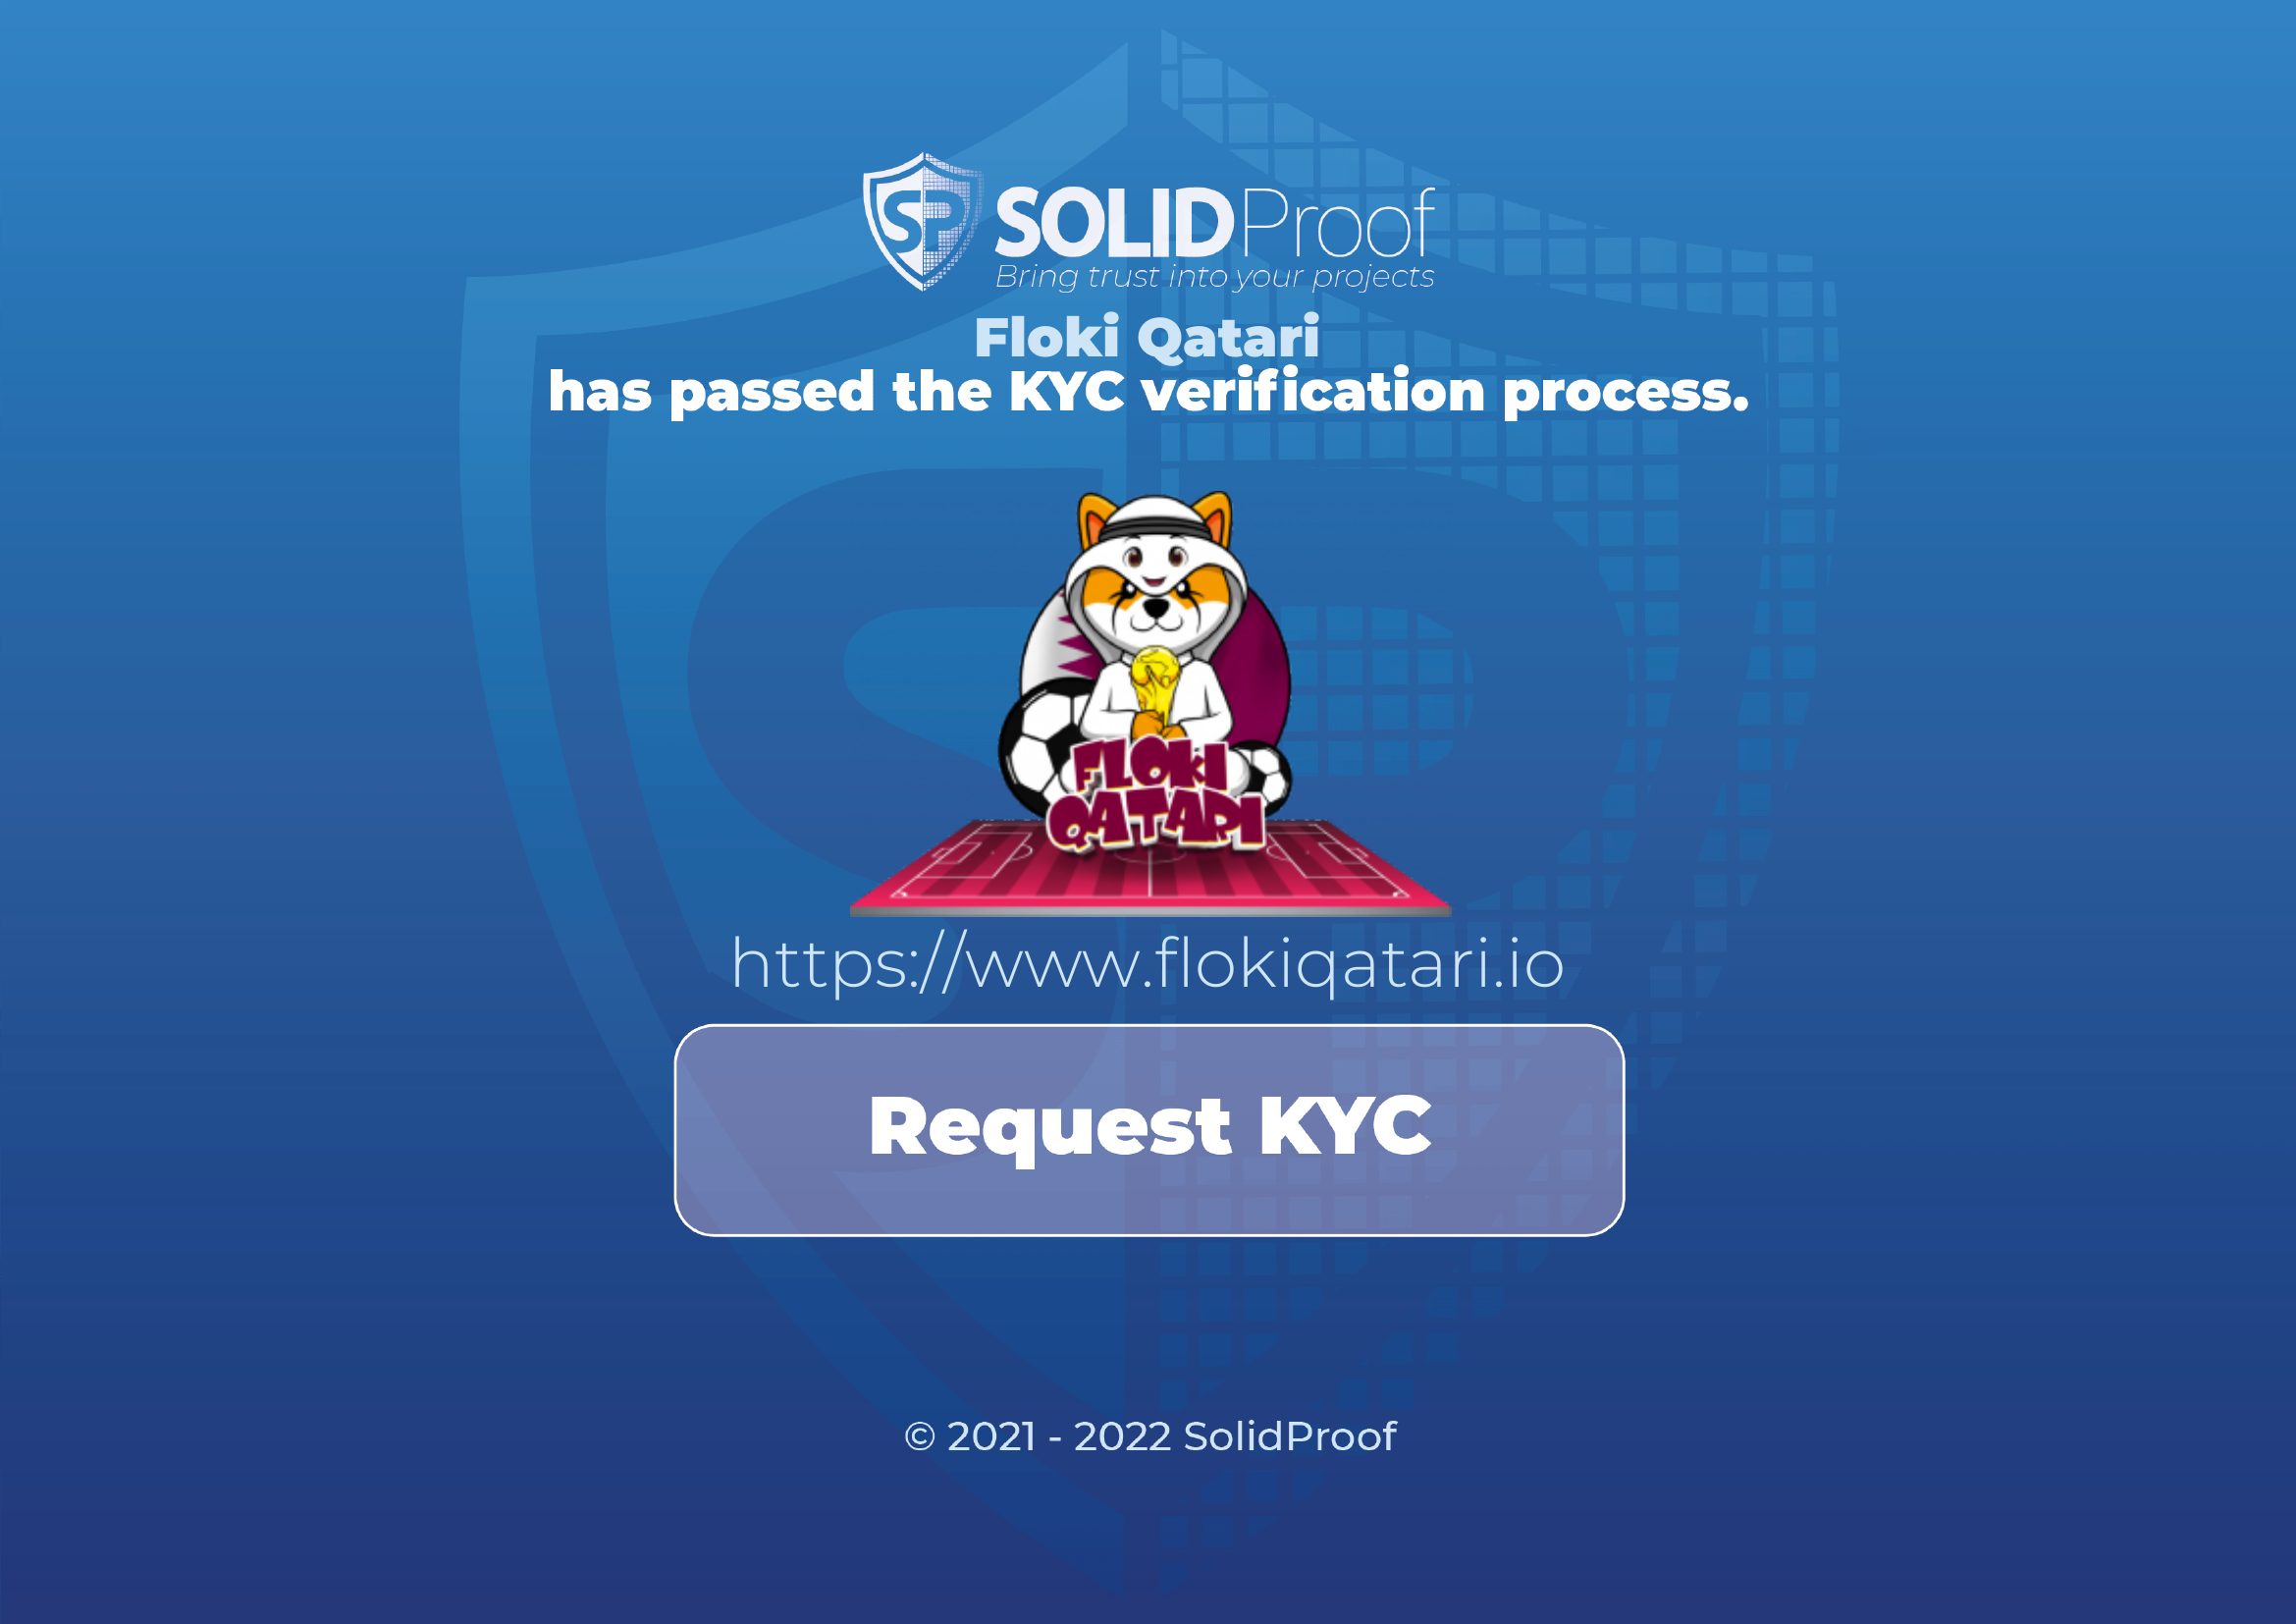 SP SOLIDProof
Bring trust into your projects
Floki Qatari
has passed the KYC verification process.
FLOKI
QATARI
https://www.flokiqatari.io
Request KYC
© 2021 - 2022 SolidProof